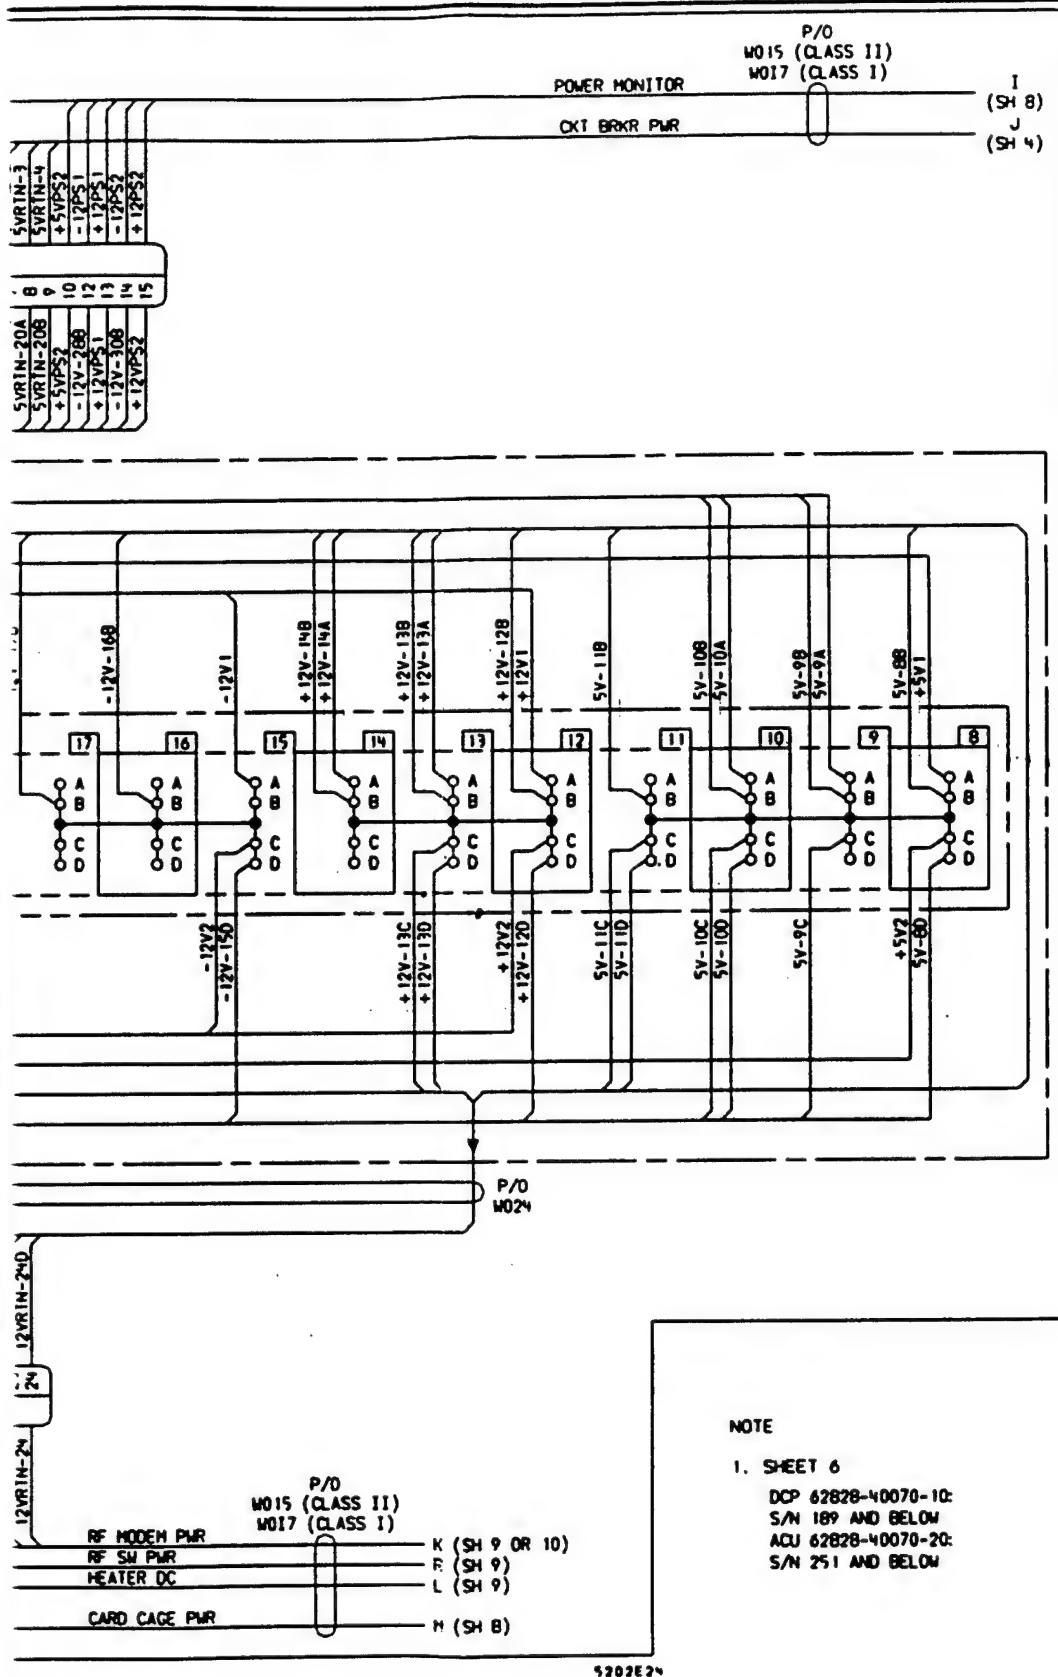 P/O
W015 (CLASS II)
W017 (CLASS I)
POWER MONITOR
I
(SH 8)
CKT BRKR PWR
J
(SH 4)
5VRTN-3
5VRTN-4
+5VPS2
-12PS1
+12PS1
-12PS2
+12PS2
8
9
10
12
13
14
15
5VRTN-20A
5VRTN-20B
+5VPS2
-12V-28B
+12VPS1
-12V-30B
+12VPS2
-12V-16B
-12V1
+12V-14B
+12V-14A
+12V-13B
+12V-13A
+12V-12B
+12V1
5V-11B
5V-10B
5V-10A
5V-9B
5V-9A
5V-8B
+5V1
17
16
15
14
13
12
11
10
9
8
A A A A A A A A A A
B B B B B B B B B B
C C C C C C C C C C
D D D D D D D D D D
-12V2
-12V-15D
+12V-13C
+12V-13D
+12V2
+12V-12D
5V-11C
5V-11D
5V-10C
5V-10D
5V-9C
+5V2
5V-8D
P/O
W024
12VRTN-24D
24
12VRTN-24
P/O
W015 (CLASS II)
W017 (CLASS I)
RF MODEM PWR
K (SH 9 OR 10)
RF SW PWR
(SH 9)
HEATER DC
L (SH 9)
CARD CAGE PWR
M (SH 8)
NOTE
1. SHEET 6
DCP 62828-40070-10:
S/N 189 AND BELOW
ACU 62828-40070-20:
S/N 251 AND BELOW
5202E24